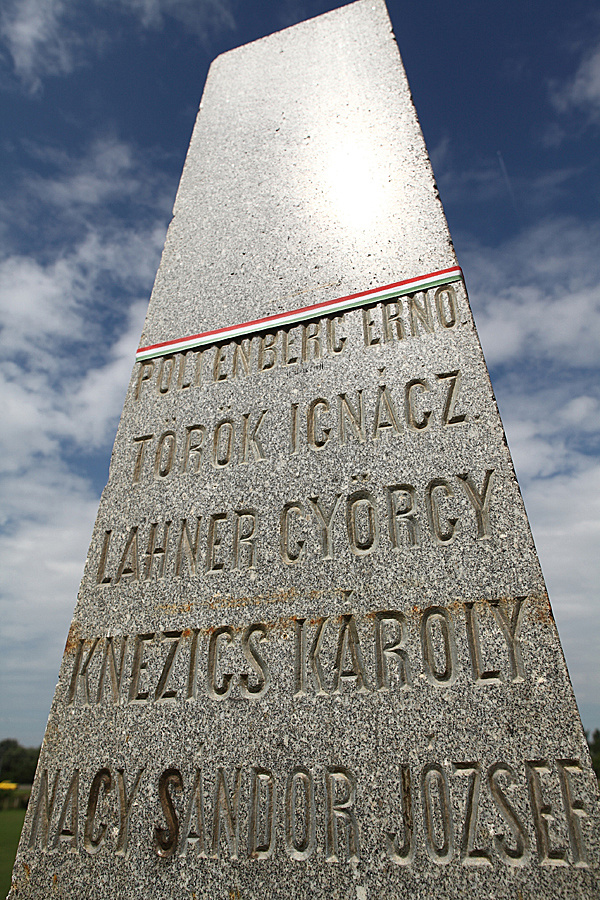 PÖLTENBERG ERNŐ
TÖRÖK IGNÁCZ.
LAHNER GYÖRGY
KNEZICS KÁROLY
NAGY SÁNDOR JÓZSEF